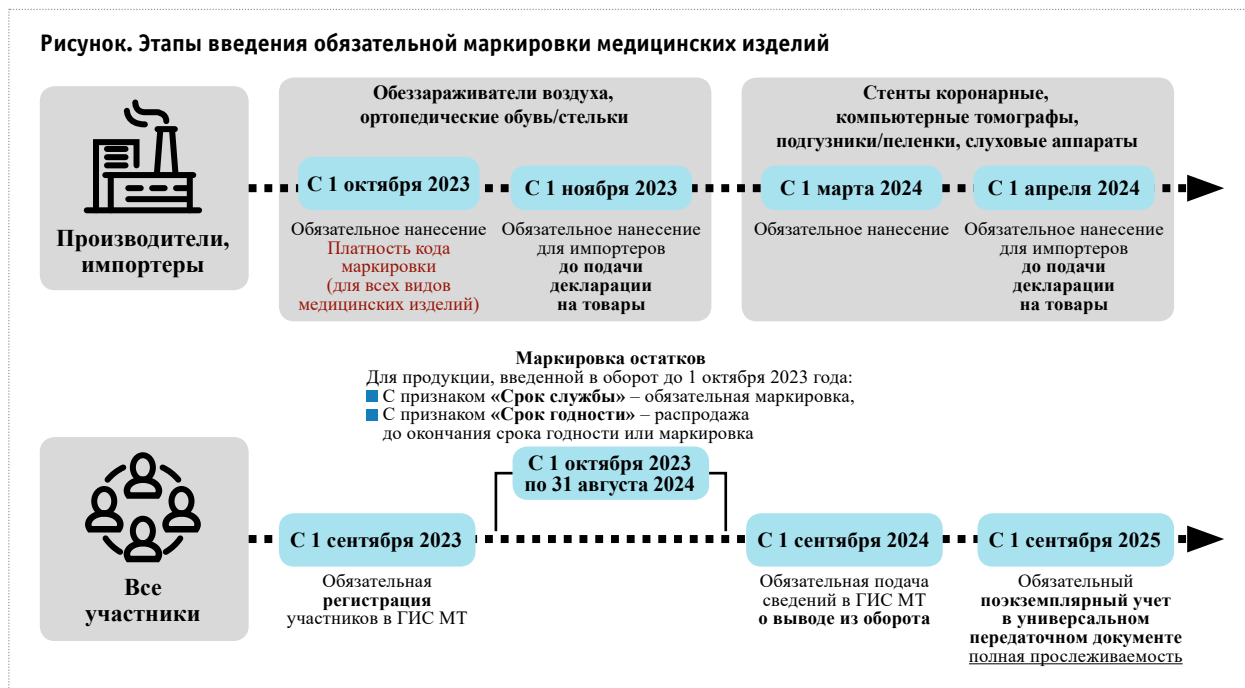 Рисунок. Этапы введения обязательной маркировки медицинских изделий
Производители,
импортеры
Обеззараживатели воздуха,
ортопедические обувь/стельки
С 1 октября 2023
Обязательное нанесение
Платность кода
маркировки
(для всех видов
медицинских изделий)
С 1 ноября 2023
Обязательное нанесение
для импортеров
до подачи
декларации
на товары
Стенты коронарные,
компьютерные томографы,
подгузники/пеленки, слуховые аппараты
С 1 марта 2024
Обязательное нанесение
С 1 апреля 2024
Обязательное нанесение
для импортеров
до подачи
декларации
на товары
Маркировка остатков
Для продукции, введенной в оборот до 1 октября 2023 года:
С признаком «Срок службы» – обязательная маркировка,
С признаком «Срок годности» – распродажа
до окончания срока годности или маркировка
С 1 октября 2023
по 31 августа 2024
Все
участники
С 1 сентября 2023
Обязательная
регистрация
участников в ГИС МТ
С 1 сентября 2024
Обязательная подача
сведений в ГИС МТ
о выводе из оборота
С 1 сентября 2025
Обязательный
поэкземплярный учет
в универсальном
передаточном документе
полная прослеживаемость